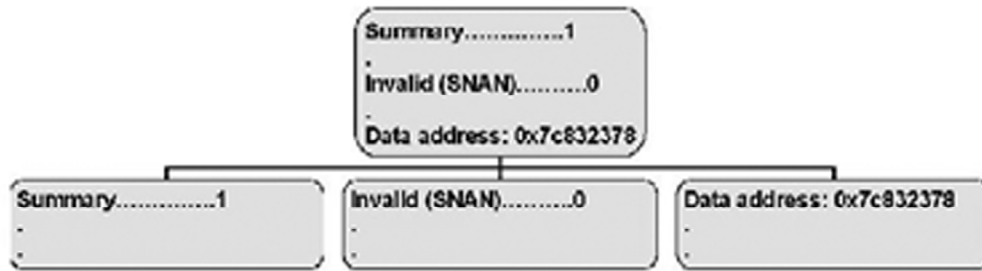 Summary..............1
.
Invalid (SNAN)..........0
.
Data address: 0x7c832378
Summary..............1
.
.
Invalid (SNAN)..........0
.
.
Data address: 0x7c832378
.
.